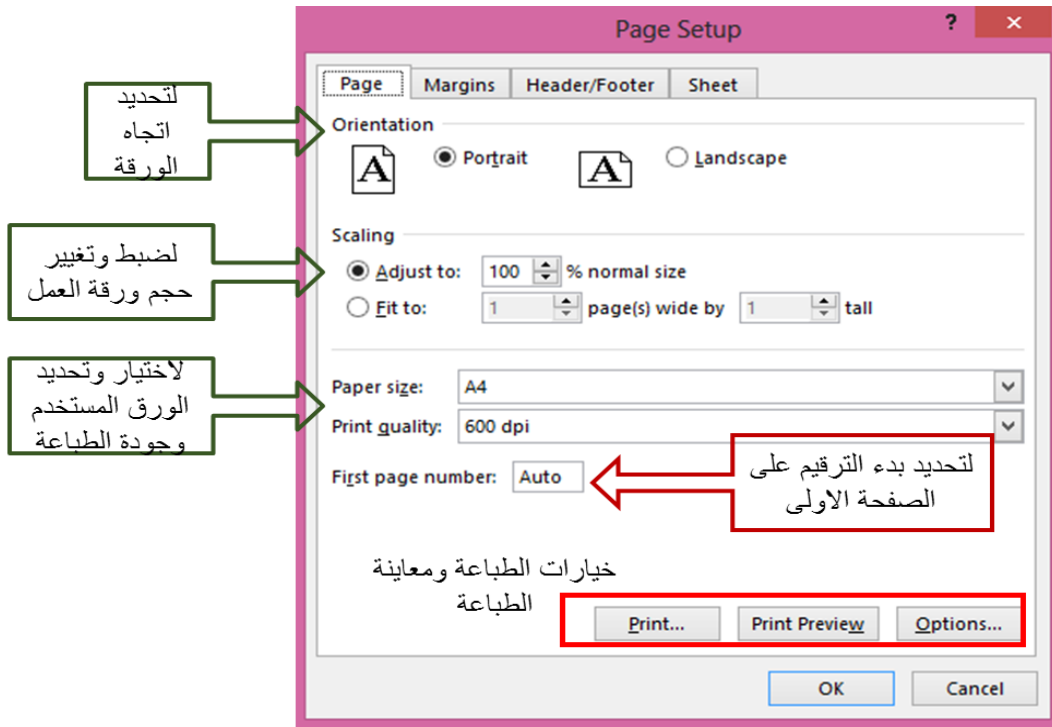 Page Setup
?
Page
Margins
Header/Footer
Sheet
لتحديد
اتجاه
الورقة
Orientation
A
Portrait
A
Landscape
لضبط وتغيير
حجم ورقة العمل
Scaling
Adjust to:
100
% normal size
Fit to:
1
page(s) wide by
1
tall
لاختيار وتحديد
الورق المستخدم
وجودة الطباعة
Paper size:
A4
Print quality:
600 dpi
First page number:
Auto
لتحديد بدء الترقيم على
الصفحة الاولى
خيارات الطباعة ومعاينة
الطباعة
Print...
Print Preview
Options...
OK
Cancel